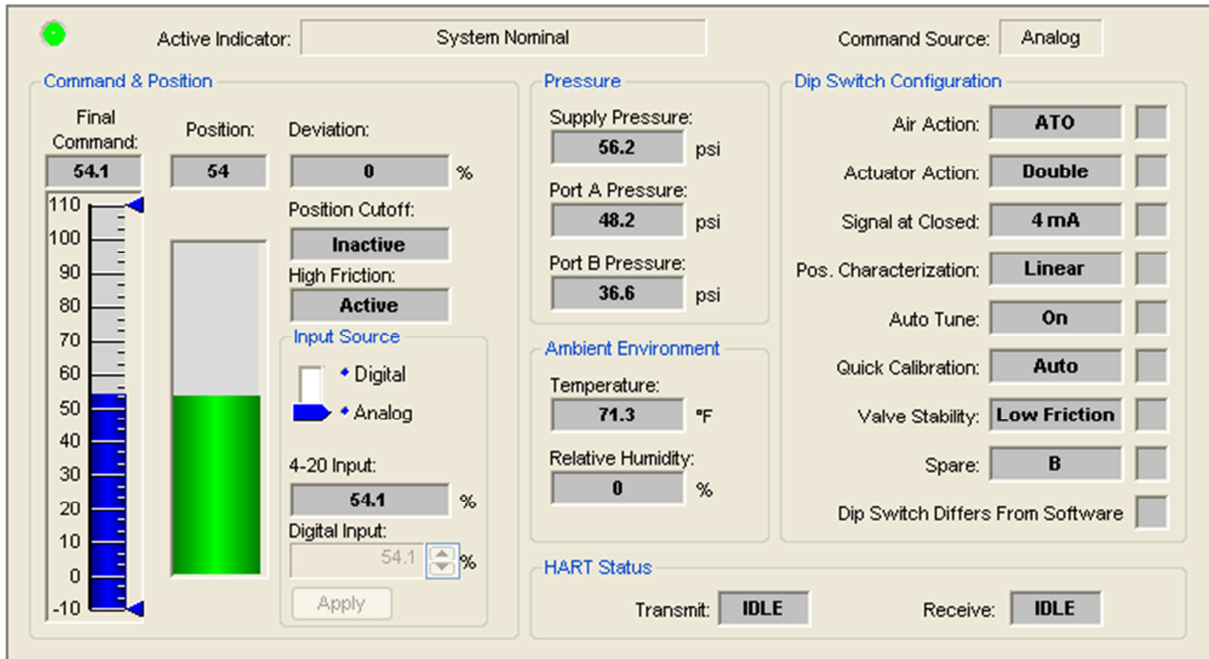 Active Indicator: System Nominal Command Source: Analog
Command & Position
Final Command: 54.1
Position: 54
Deviation: 0 %
110
100
90
80
70
60
50
40
30
20
10
0
-10
Position Cutoff:
Inactive
High Friction:
Active
Input Source
Digital
Analog
4-20 Input:
54.1 %
Digital Input:
54.1 %
Apply
Pressure
Supply Pressure:
56.2 psi
Port A Pressure:
48.2 psi
Port B Pressure:
36.6 psi
Ambient Environment
Temperature:
71.3 °F
Relative Humidity:
0 %
Dip Switch Configuration
Air Action: ATO
Actuator Action: Double
Signal at Closed: 4 mA
Pos. Characterization: Linear
Auto Tune: On
Quick Calibration: Auto
Valve Stability: Low Friction
Spare: B
Dip Switch Differs From Software
HART Status
Transmit: IDLE Receive: IDLE